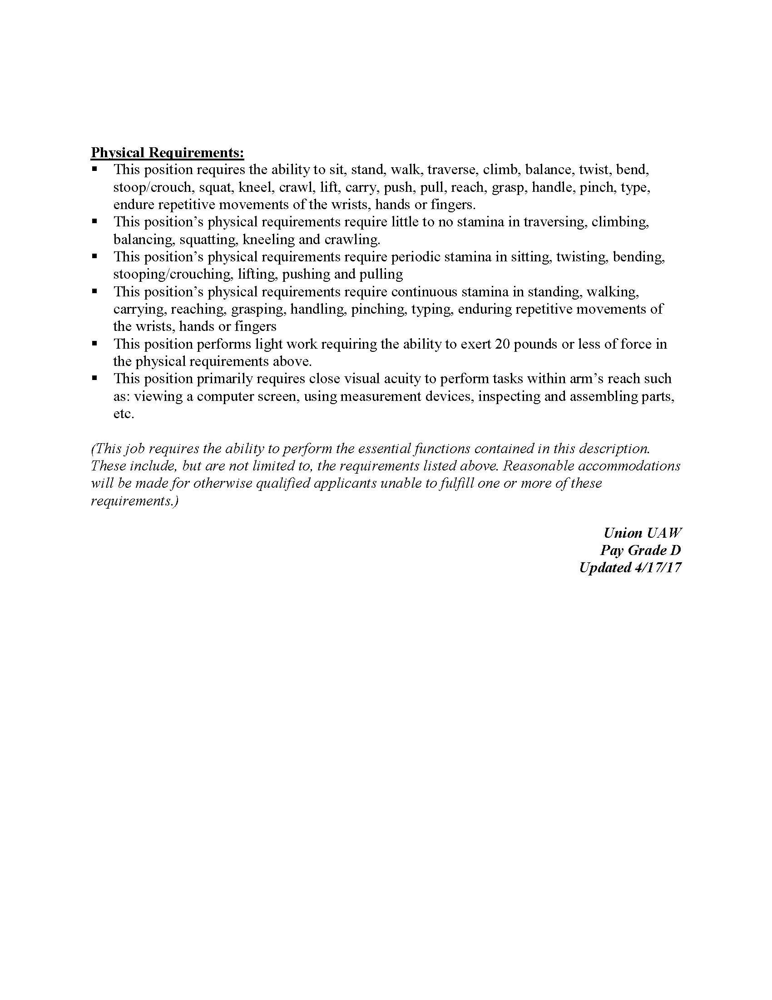 Physical Requirements:
▪ This position requires the ability to sit, stand, walk, traverse, climb, balance, twist, bend,
stoop/crouch, squat, kneel, crawl, lift, carry, push, pull, reach, grasp, handle, pinch, type,
endure repetitive movements of the wrists, hands or fingers.
▪ This position’s physical requirements require little to no stamina in traversing, climbing,
balancing, squatting, kneeling and crawling.
▪ This position’s physical requirements require periodic stamina in sitting, twisting, bending,
stooping/crouching, lifting, pushing and pulling
▪ This position’s physical requirements require continuous stamina in standing, walking,
carrying, reaching, grasping, handling, pinching, typing, enduring repetitive movements of
the wrists, hands or fingers
▪ This position performs light work requiring the ability to exert 20 pounds or less of force in
the physical requirements above.
▪ This position primarily requires close visual acuity to perform tasks within arm’s reach such
as: viewing a computer screen, using measurement devices, inspecting and assembling parts,
etc.
(This job requires the ability to perform the essential functions contained in this description.
These include, but are not limited to, the requirements listed above. Reasonable accommodations
will be made for otherwise qualified applicants unable to fulfill one or more of these
requirements.)
Union UAW
Pay Grade D
Updated 4/17/17